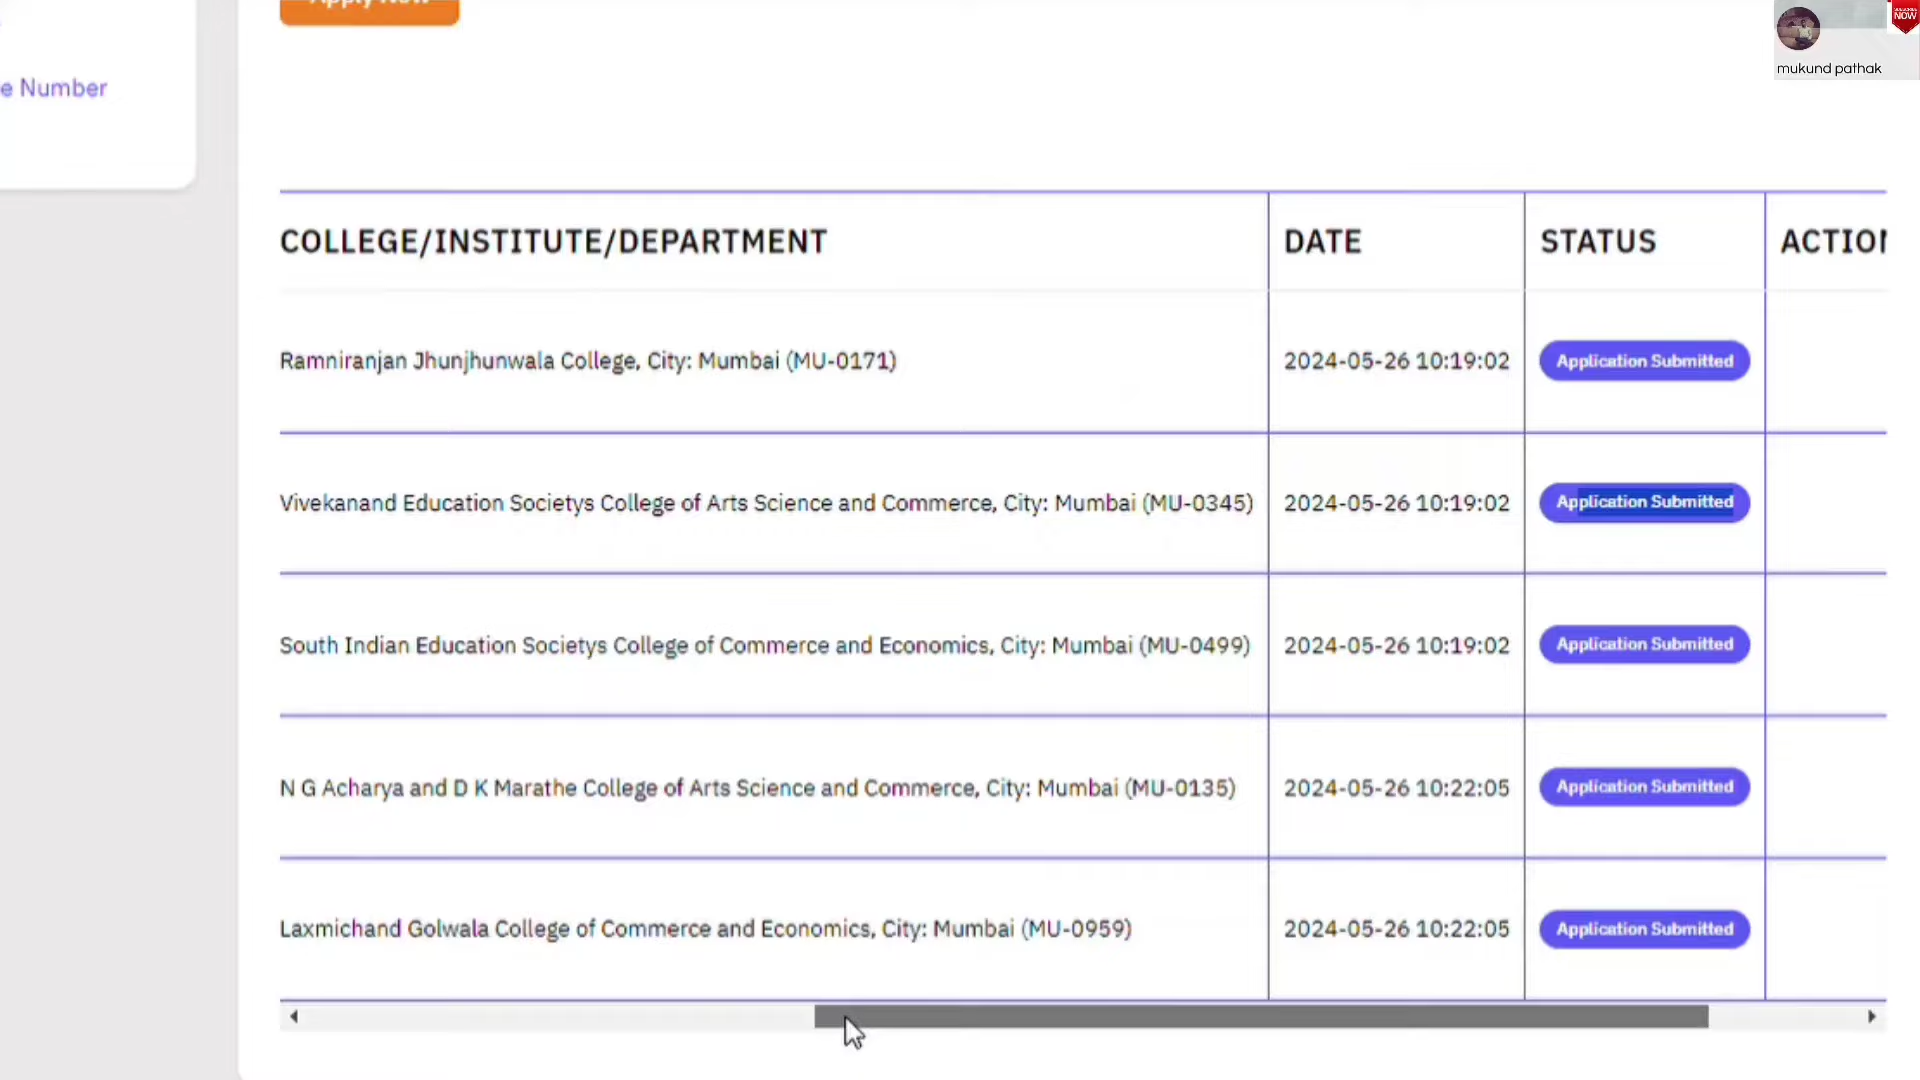 Apply Now
SUBSCRIBE
NOW
mukund pathak
e Number
COLLEGE/INSTITUTE/DEPARTMENT DATE STATUS ACTION
Ramniranjan Jhunjhunwala College, City: Mumbai (MU-0171) 2024-05-26 10:19:02 Application Submitted
Vivekanand Education Societys College of Arts Science and Commerce, City: Mumbai (MU-0345) 2024-05-26 10:19:02 Application Submitted
South Indian Education Societys College of Commerce and Economics, City: Mumbai (MU-0499) 2024-05-26 10:19:02 Application Submitted
N G Acharya and D K Marathe College of Arts Science and Commerce, City: Mumbai (MU-0135) 2024-05-26 10:22:05 Application Submitted
Laxmichand Golwala College of Commerce and Economics, City: Mumbai (MU-0959) 2024-05-26 10:22:05 Application Submitted